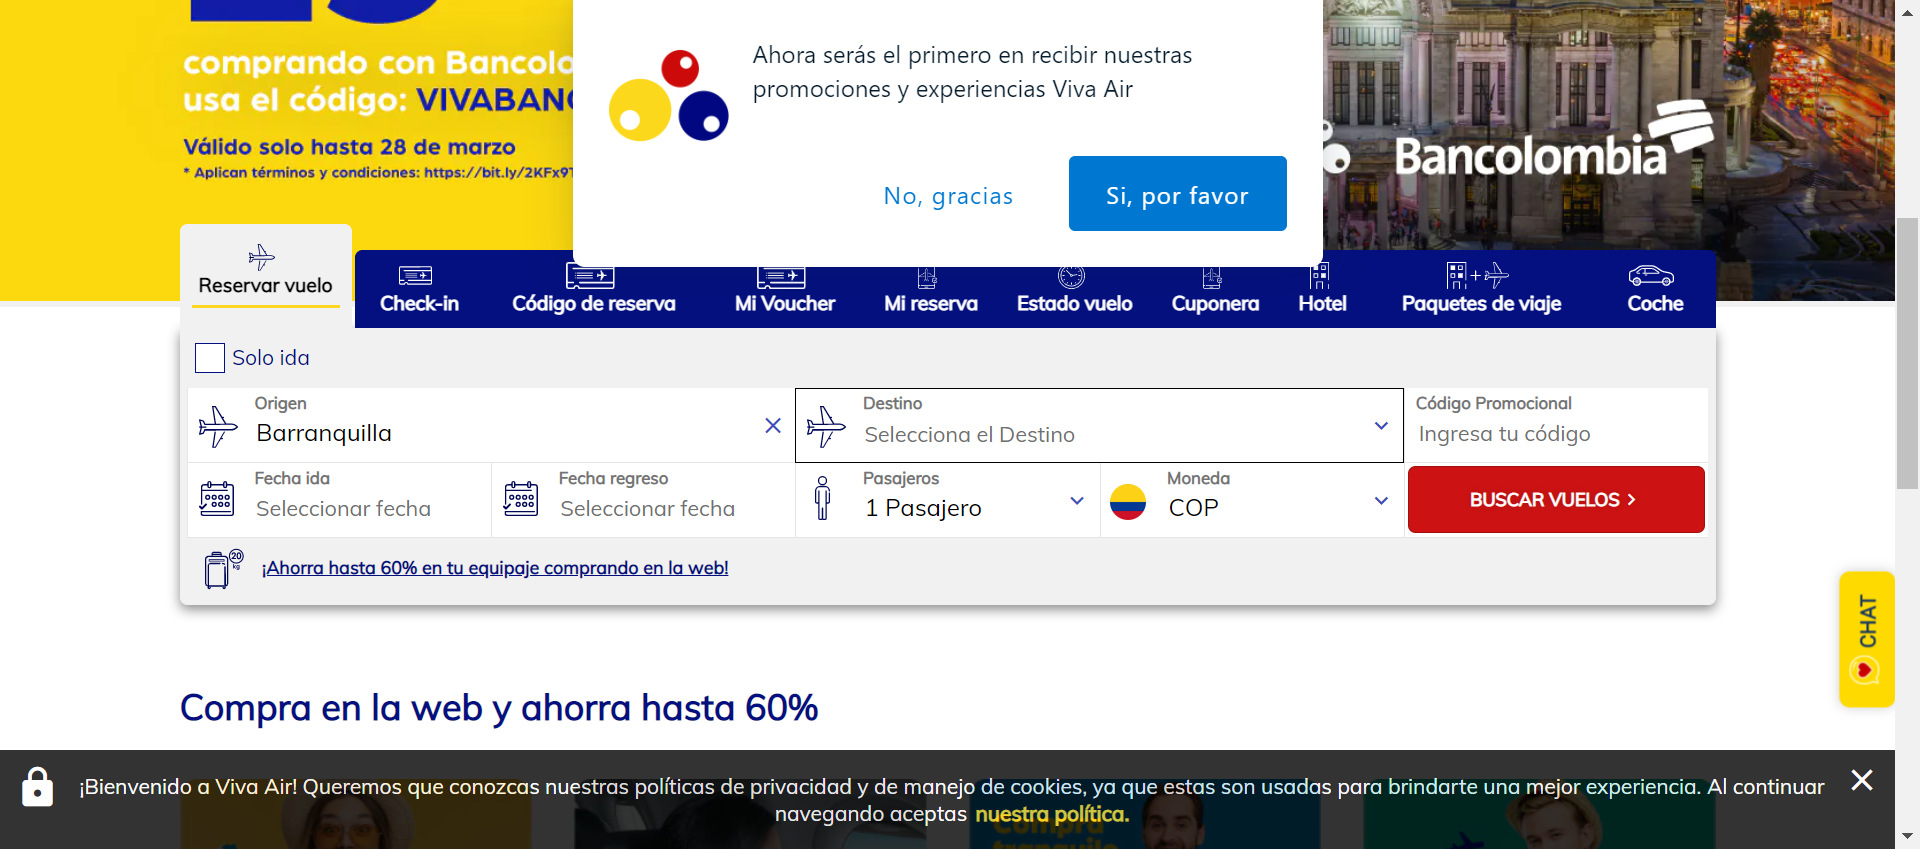 comprando con
usa el código:
Válido solo hasta 28 de marzo
* Aplican términos y condiciones:
Ahora serás el primero en recibir nuestras
promociones y experiencias Viva Air
No, gracias
Si, por favor
Bancolombia
Reservar vuelo
Check-in
Código de reserva
Mi Voucher
Mi reserva
Estado vuelo
Cuponera
Hotel
Paquetes de viaje
Coche
Solo ida
Origen
Barranquilla
Destino
Selecciona el Destino
Código Promocional
Ingresa tu código
Fecha ida
Seleccionar fecha
Fecha regreso
Seleccionar fecha
Pasajeros
1 Pasajero
Moneda
COP
BUSCAR VUELOS >
20
kg
¡Ahorra hasta 60% en tu equipaje comprando en la web!
CHAT
Compra en la web y ahorra hasta 60%
¡Bienvenido a Viva Air! Queremos que conozcas nuestras políticas de privacidad y de manejo de cookies, ya que estas son usadas para brindarte una mejor experiencia. Al continuar
navegando aceptas nuestra política.
Compra